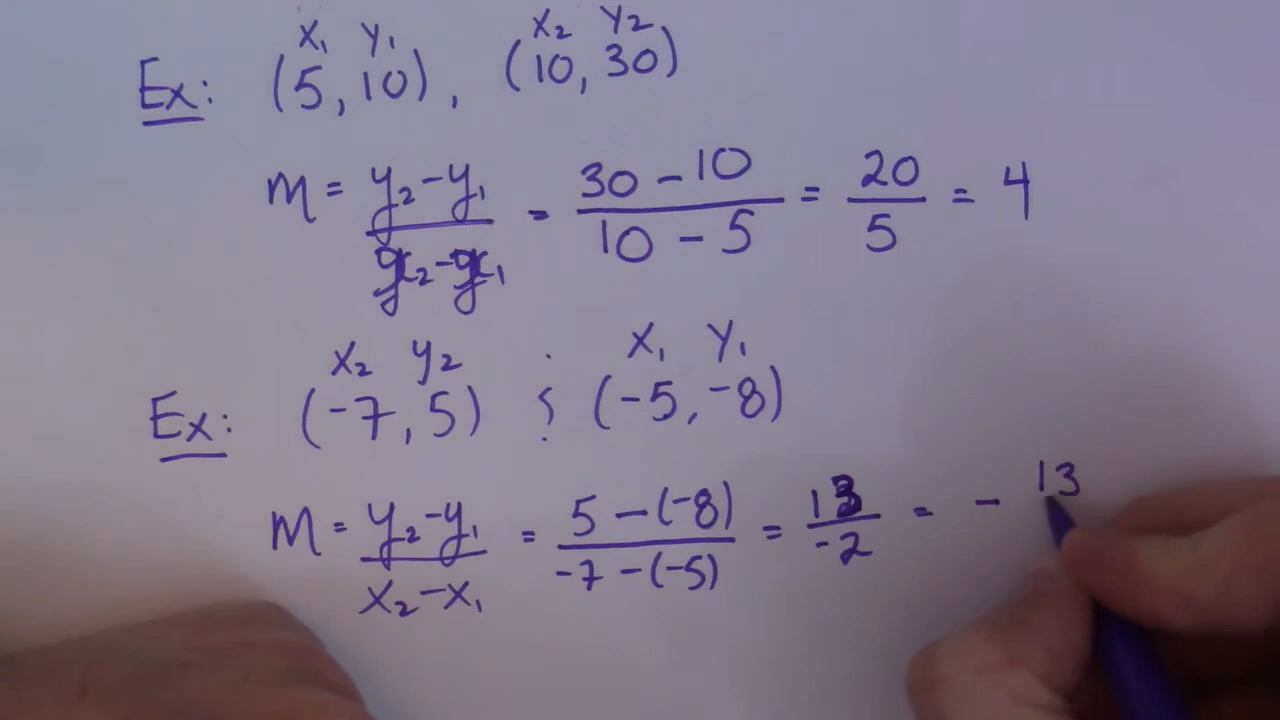 x₁ y₁ x₂ y₂
Ex: (5, 10), (10, 30)
m = y₂-y₁ / x₂-x₁ = 30-10 / 10-5 = 20/5 = 4
x₂ y₂ x₁ y₁
Ex: (-7, 5) ; (-5, -8)
m = y₂-y₁ / x₂-x₁ = 5-(-8) / -7-(-5) = 13/-2 = - 13